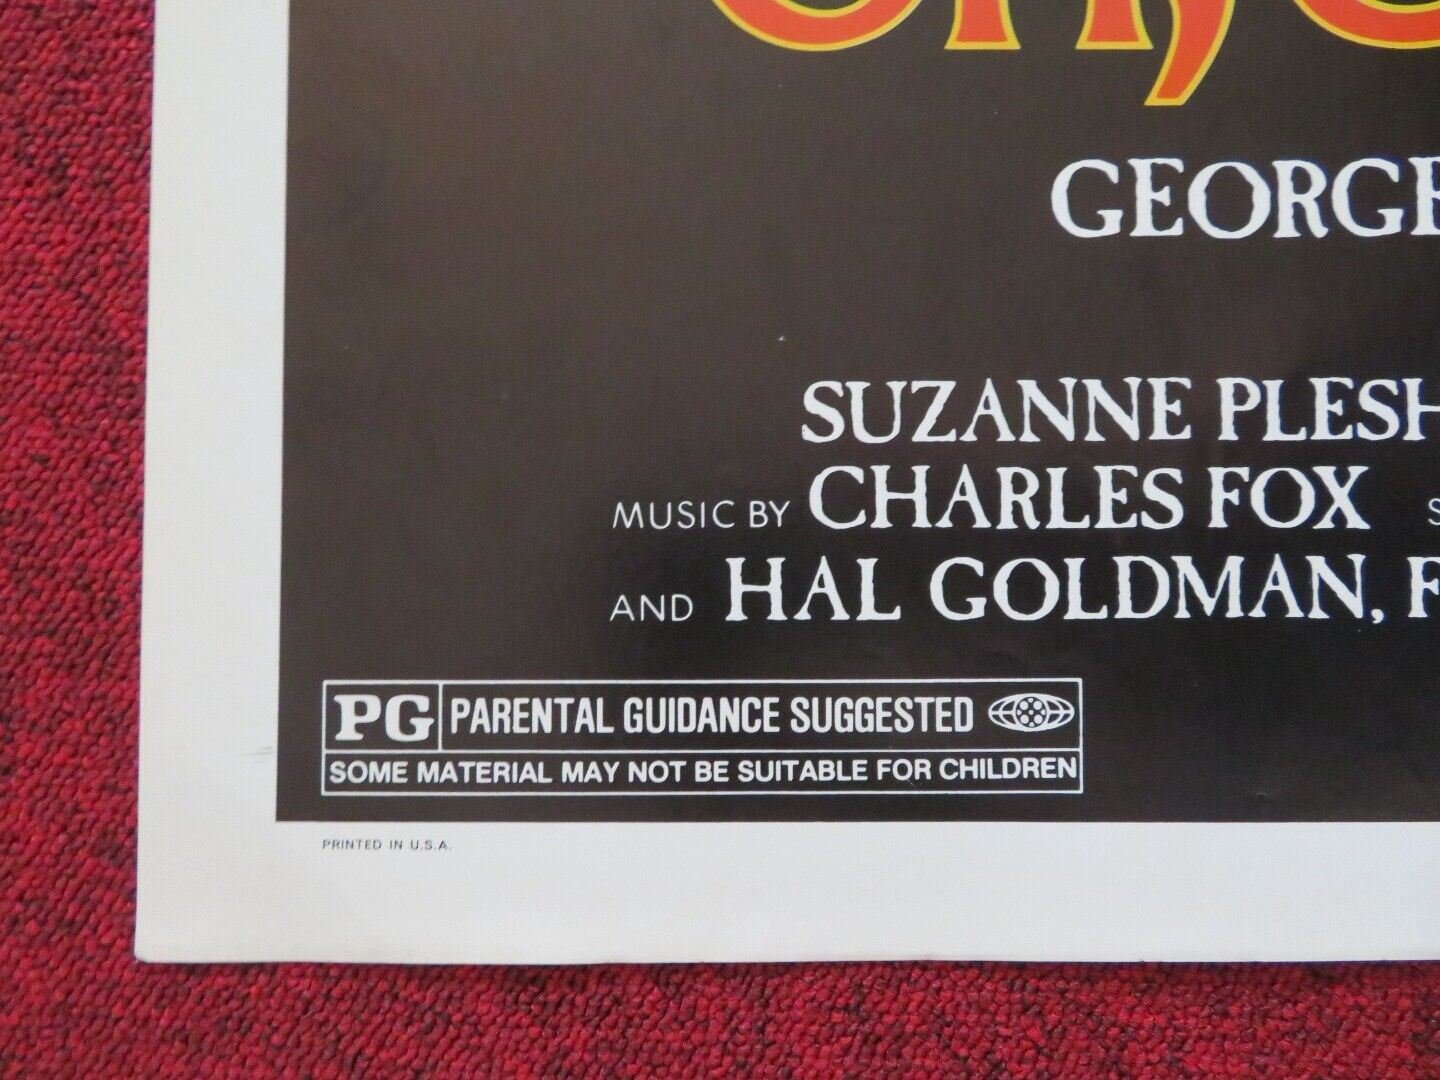 GEORGE
SUZANNE PLESH
MUSIC BY CHARLES FOX S
AND HAL GOLDMAN, F
PG PARENTAL GUIDANCE SUGGESTED
SOME MATERIAL MAY NOT BE SUITABLE FOR CHILDREN
PRINTED IN U.S.A.